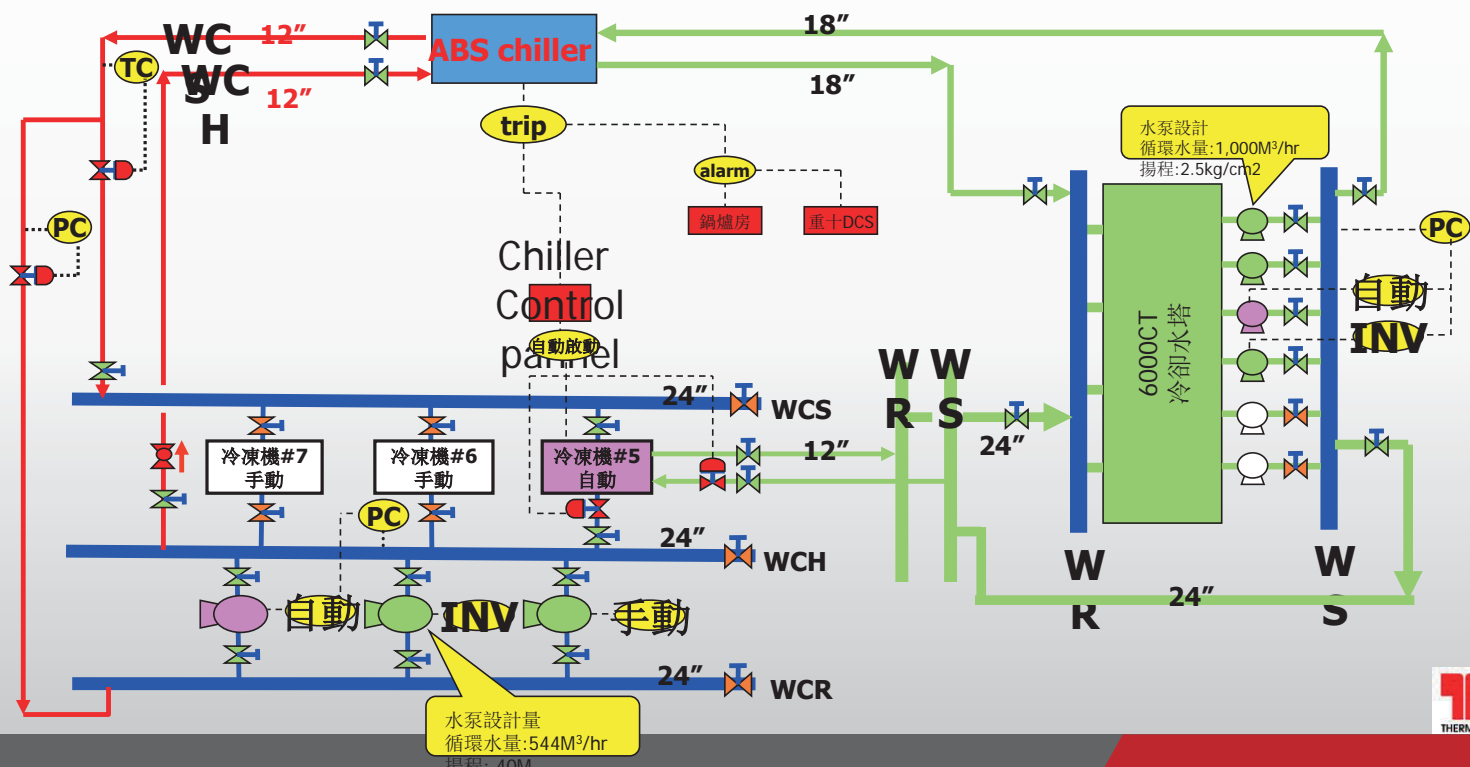 WC
S
12″
ABS chiller
18″
TC
WC
H
12″
18″
trip
水泵設計
循環水量:1,000M³/hr
揚程:2.5kg/cm2
alarm
鍋爐房
重十DCS
PC
PC
Chiller
Control
pannel
自動啟動
自動
INV
6000CT
冷卻水塔
W
R
W
S
24″
WCS
24″
冷凍機#7
手動
冷凍機#6
手動
冷凍機#5
自動
12″
PC
24″
WCH
W
R
W
S
24″
自動
INV
手動
24″
WCR
水泵設計量
循環水量:544M³/hr
揚程: 40M
THERM